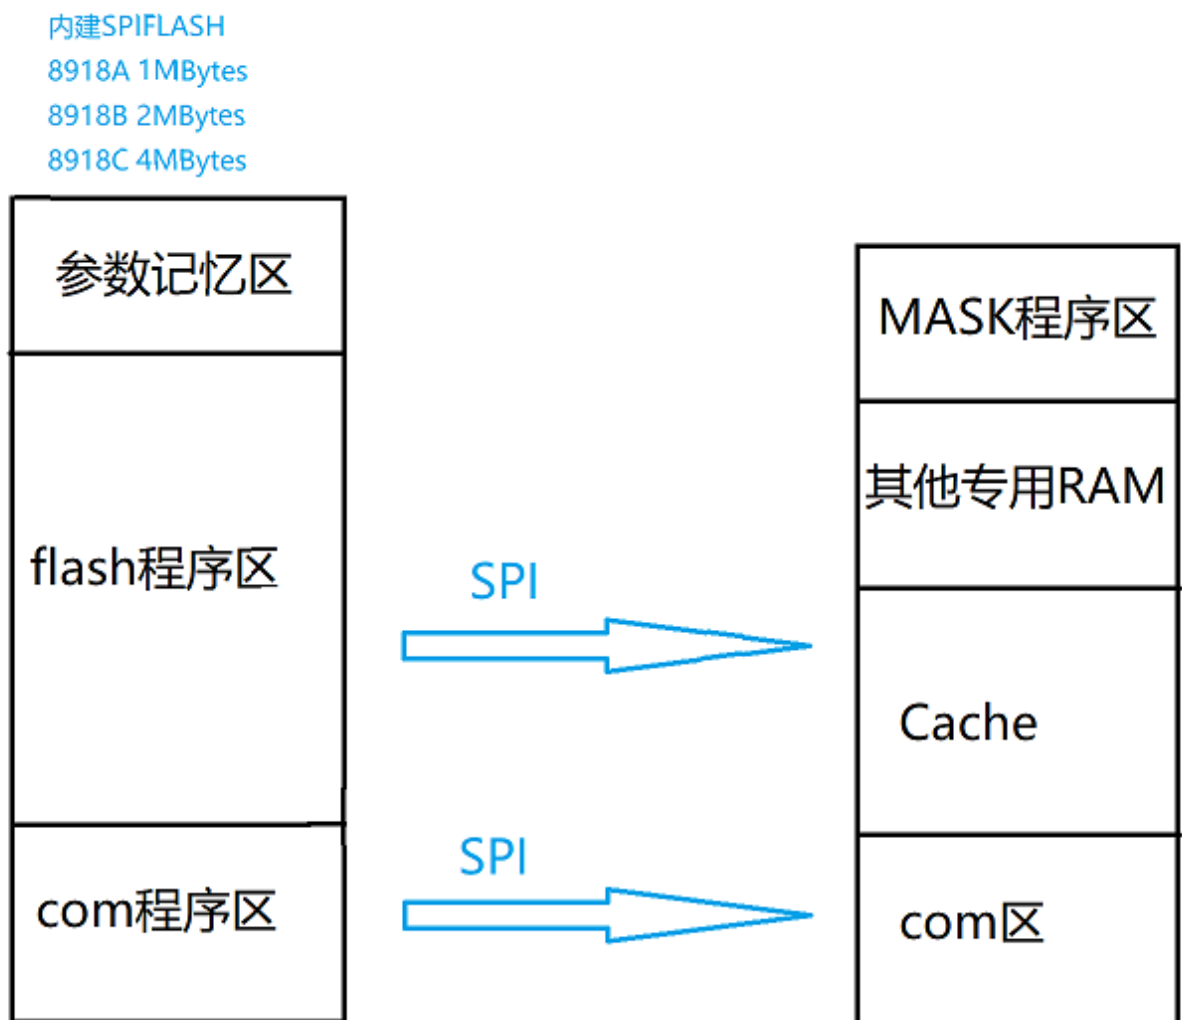 内建SPIFLASH
8918A 1MBytes
8918B 2MBytes
8918C 4MBytes
参数记忆区
flash程序区
com程序区
SPI
SPI
MASK程序区
其他专用RAM
Cache
com区